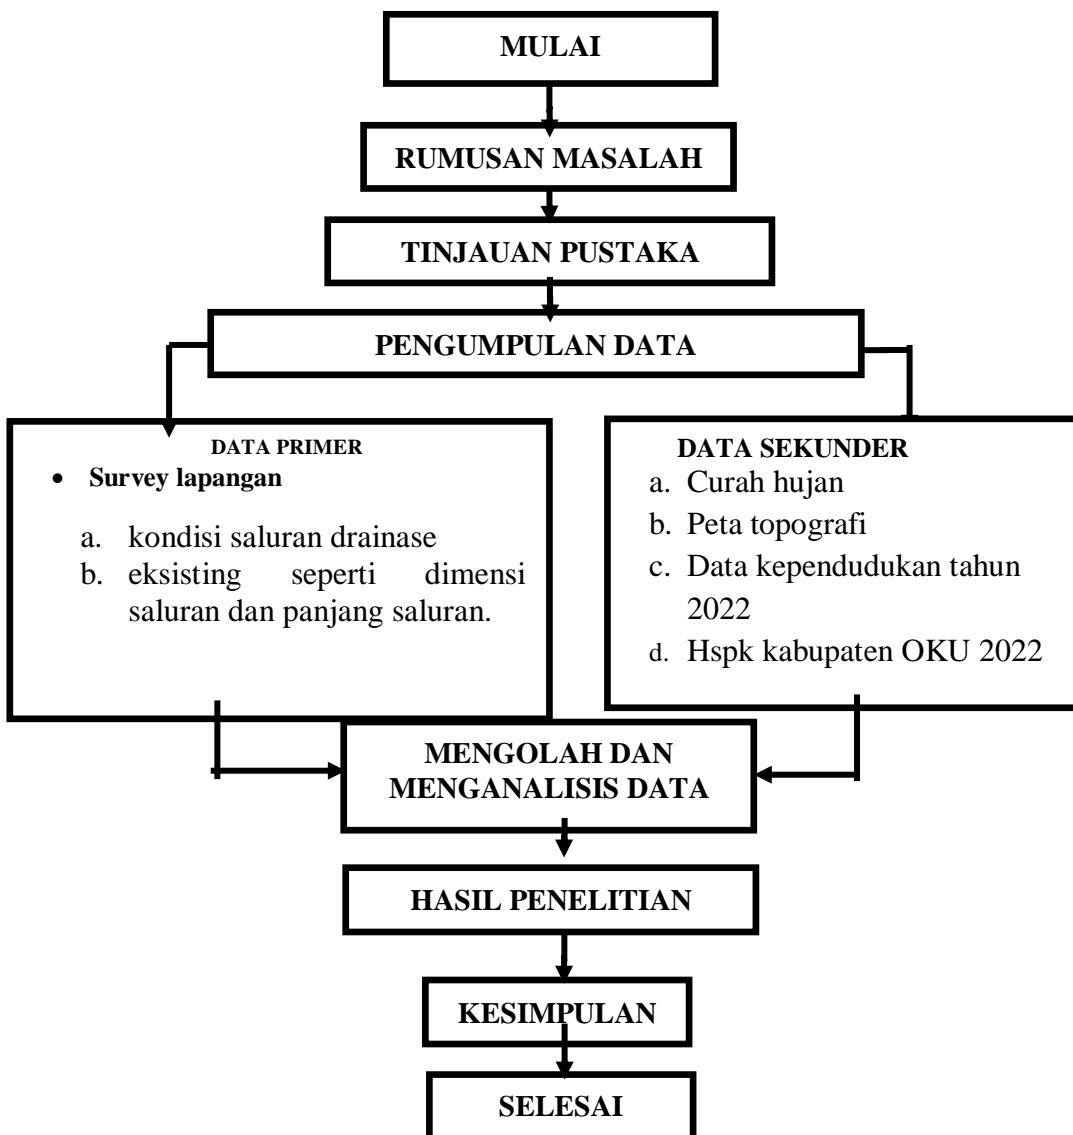 MULAI
RUMUSAN MASALAH
TINJAUAN PUSTAKA
PENGUMPULAN DATA
DATA PRIMER
• Survey lapangan
a. kondisi saluran drainase
b. eksisting seperti dimensi
saluran dan panjang saluran.
DATA SEKUNDER
a. Curah hujan
b. Peta topografi
c. Data kependudukan tahun
2022
d. Hspk kabupaten OKU 2022
MENGOLAH DAN
MENGANALISIS DATA
HASIL PENELITIAN
KESIMPULAN
SELESAI